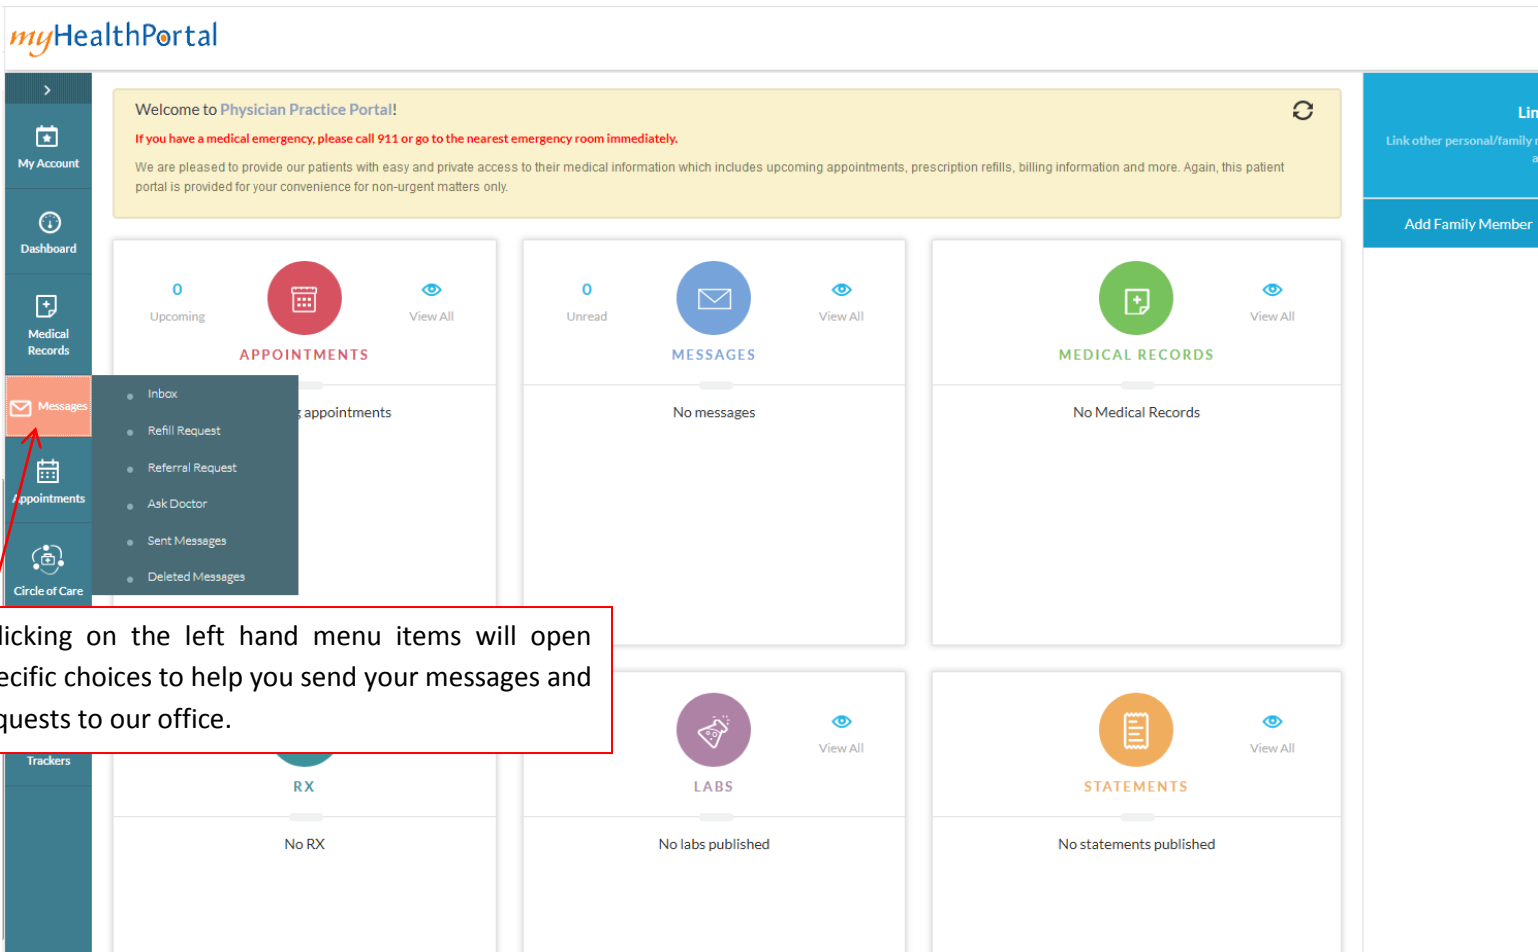 myHealthPortal
>
My Account
Dashboard
Medical
Records
Messages
Appointments
Circle of Care
Trackers
Inbox
Refill Request
Referral Request
Ask Doctor
Sent Messages
Deleted Messages
Welcome to Physician Practice Portal!
If you have a medical emergency, please call 911 or go to the nearest emergency room immediately.
We are pleased to provide our patients with easy and private access to their medical information which includes upcoming appointments, prescription refills, billing information and more. Again, this patient
portal is provided for your convenience for non-urgent matters only.
0
Upcoming
View All
APPOINTMENTS
appointments
0
Unread
View All
MESSAGES
No messages
View All
MEDICAL RECORDS
No Medical Records
licking on the left hand menu items will open
ecific choices to help you send your messages and
quests to our office.
RX
No RX
View All
LABS
No labs published
View All
STATEMENTS
No statements published
Lin
Link other personal/family
Add Family Member